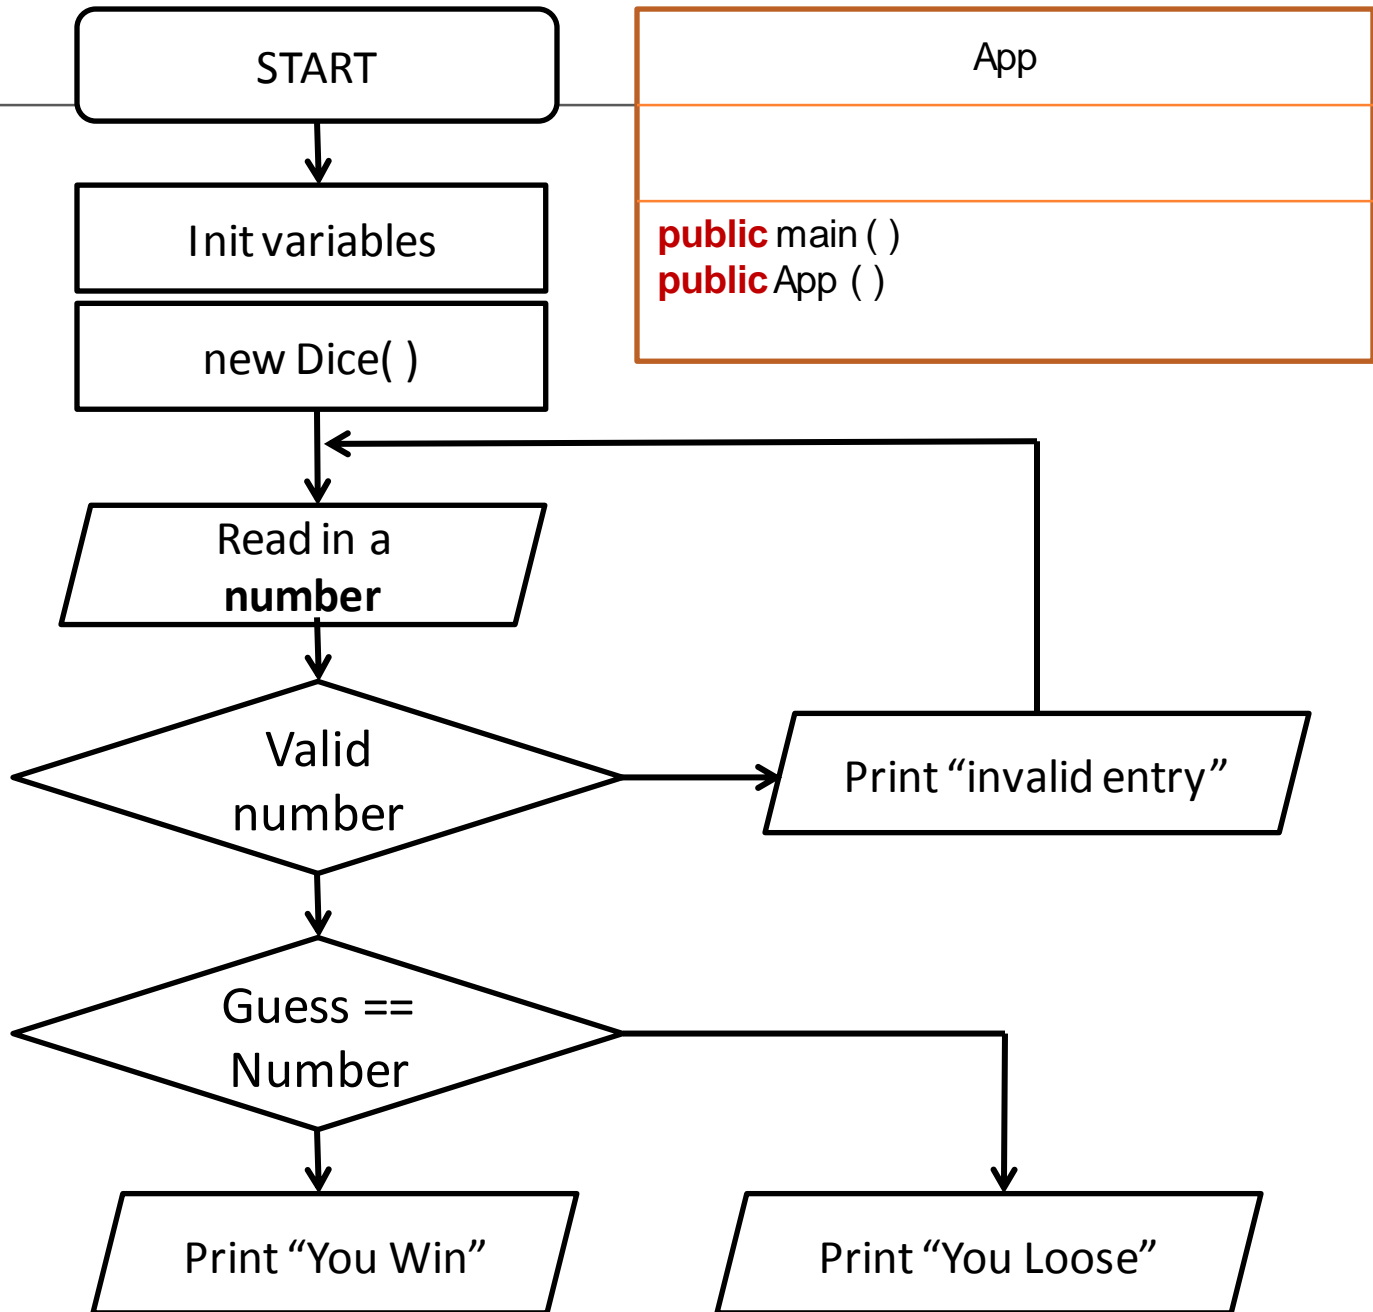 START
App
Init variables
public main ( )
public App ( )
new Dice( )
Read in a
number
Valid
number
Print “invalid entry”
Guess ==
Number
Print “You Win”
Print “You Loose”